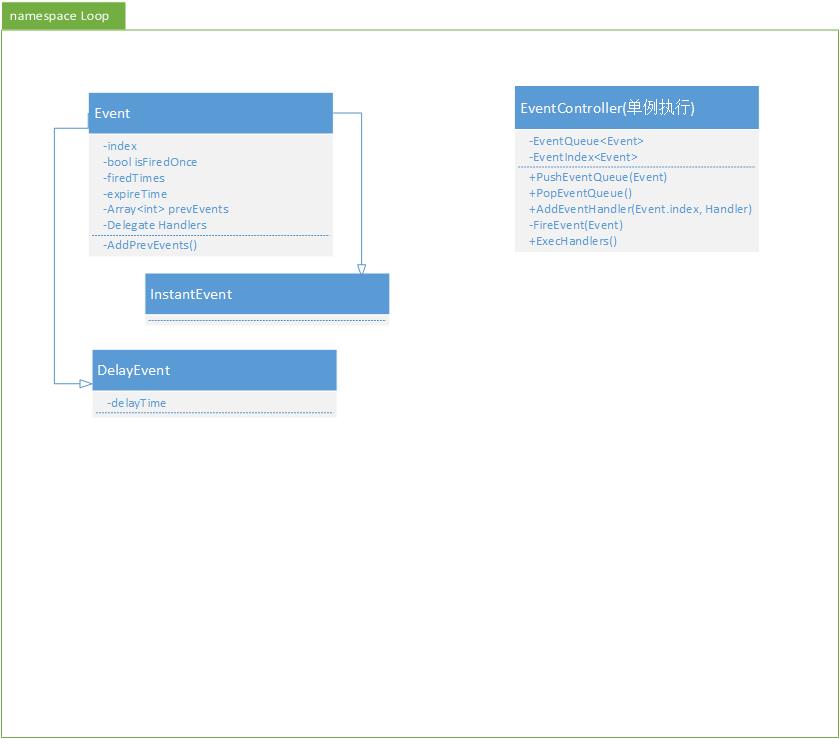 namespace Loop
Event
-index
-bool isFiredOnce
-firedTimes
-expireTime
-Array<int> prevEvents
-Delegate Handlers
-AddPrevEvents()
InstantEvent
DelayEvent
-delayTime
EventController(单例执行)
-EventQueue<Event>
-EventIndex<Event>
+PushEventQueue(Event)
+PopEventQueue()
+AddEventHandler(Event.index, Handler)
-FireEvent(Event)
+ExecHandlers()